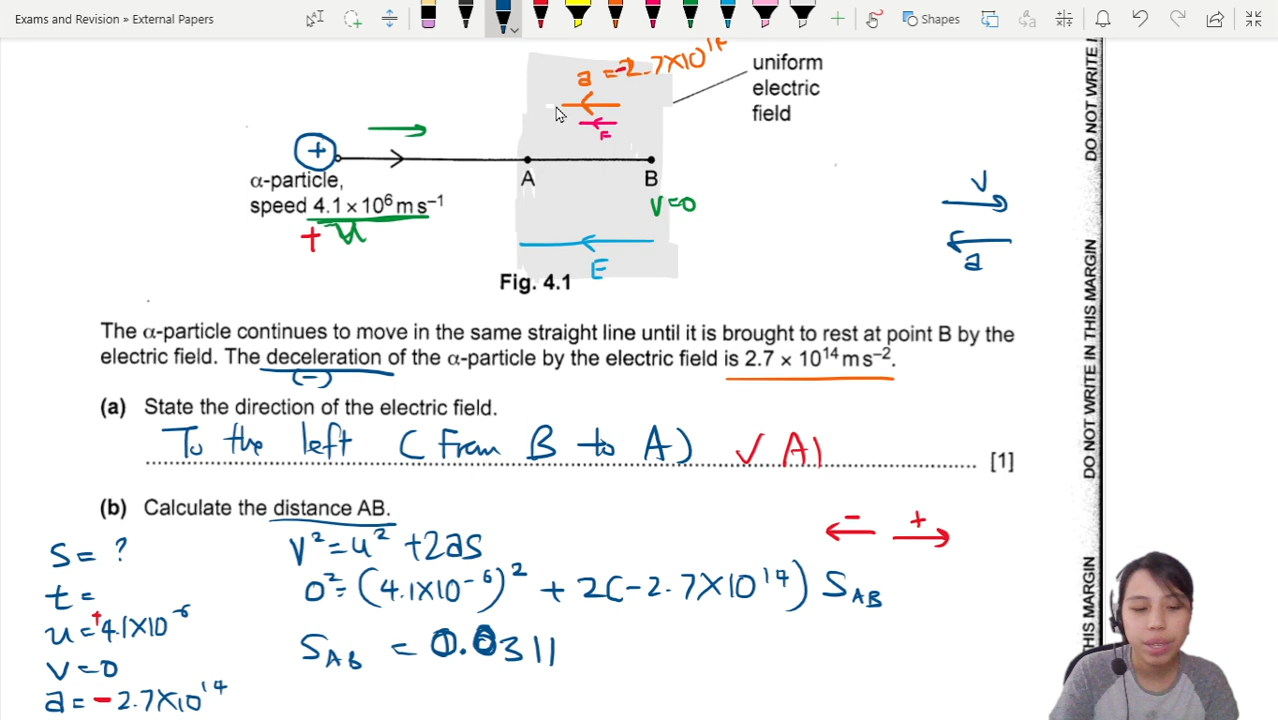 Exams and Revision » External Papers
Shapes
a = -2.7×10¹⁴
uniform
electric
field
F
+
A
B
α-particle,
speed 4.1 × 10⁶ m s⁻¹
+ u
V=0
E
Fig. 4.1
v
a
The α-particle continues to move in the same straight line until it is brought to rest at point B by the
electric field. The deceleration of the α-particle by the electric field is 2.7 × 10¹⁴ m s⁻².
(-)
(a) State the direction of the electric field.
To the left (From B to A) ✓ A1
[1]
(b) Calculate the distance AB.
- +
s = ?
t =
u = +4.1×10⁻⁶
v = 0
a = -2.7×10¹⁴
v² = u² + 2as
0² = (4.1×10⁻⁶)² + 2(-2.7×10¹⁴) S_AB
S_AB = 0.0311
DO NOT WRITE I
DO NOT WRITE IN THIS MARGIN
THIS MARGIN